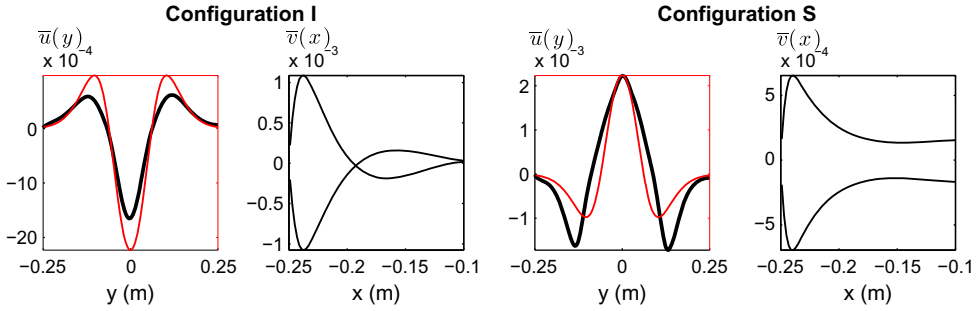 Configuration I
Configuration S
u̅(y)
x 10⁻⁴
0
−10
−20
−0.25
0
0.25
y (m)
v̅(x)
x 10⁻³
1
0.5
0
−0.5
−1
−0.25
−0.2
−0.15
−0.1
x (m)
u̅(y)
x 10⁻³
2
1
0
−1
−0.25
0
0.25
y (m)
v̅(x)
x 10⁻⁴
5
0
−5
−0.25
−0.2
−0.15
−0.1
x (m)